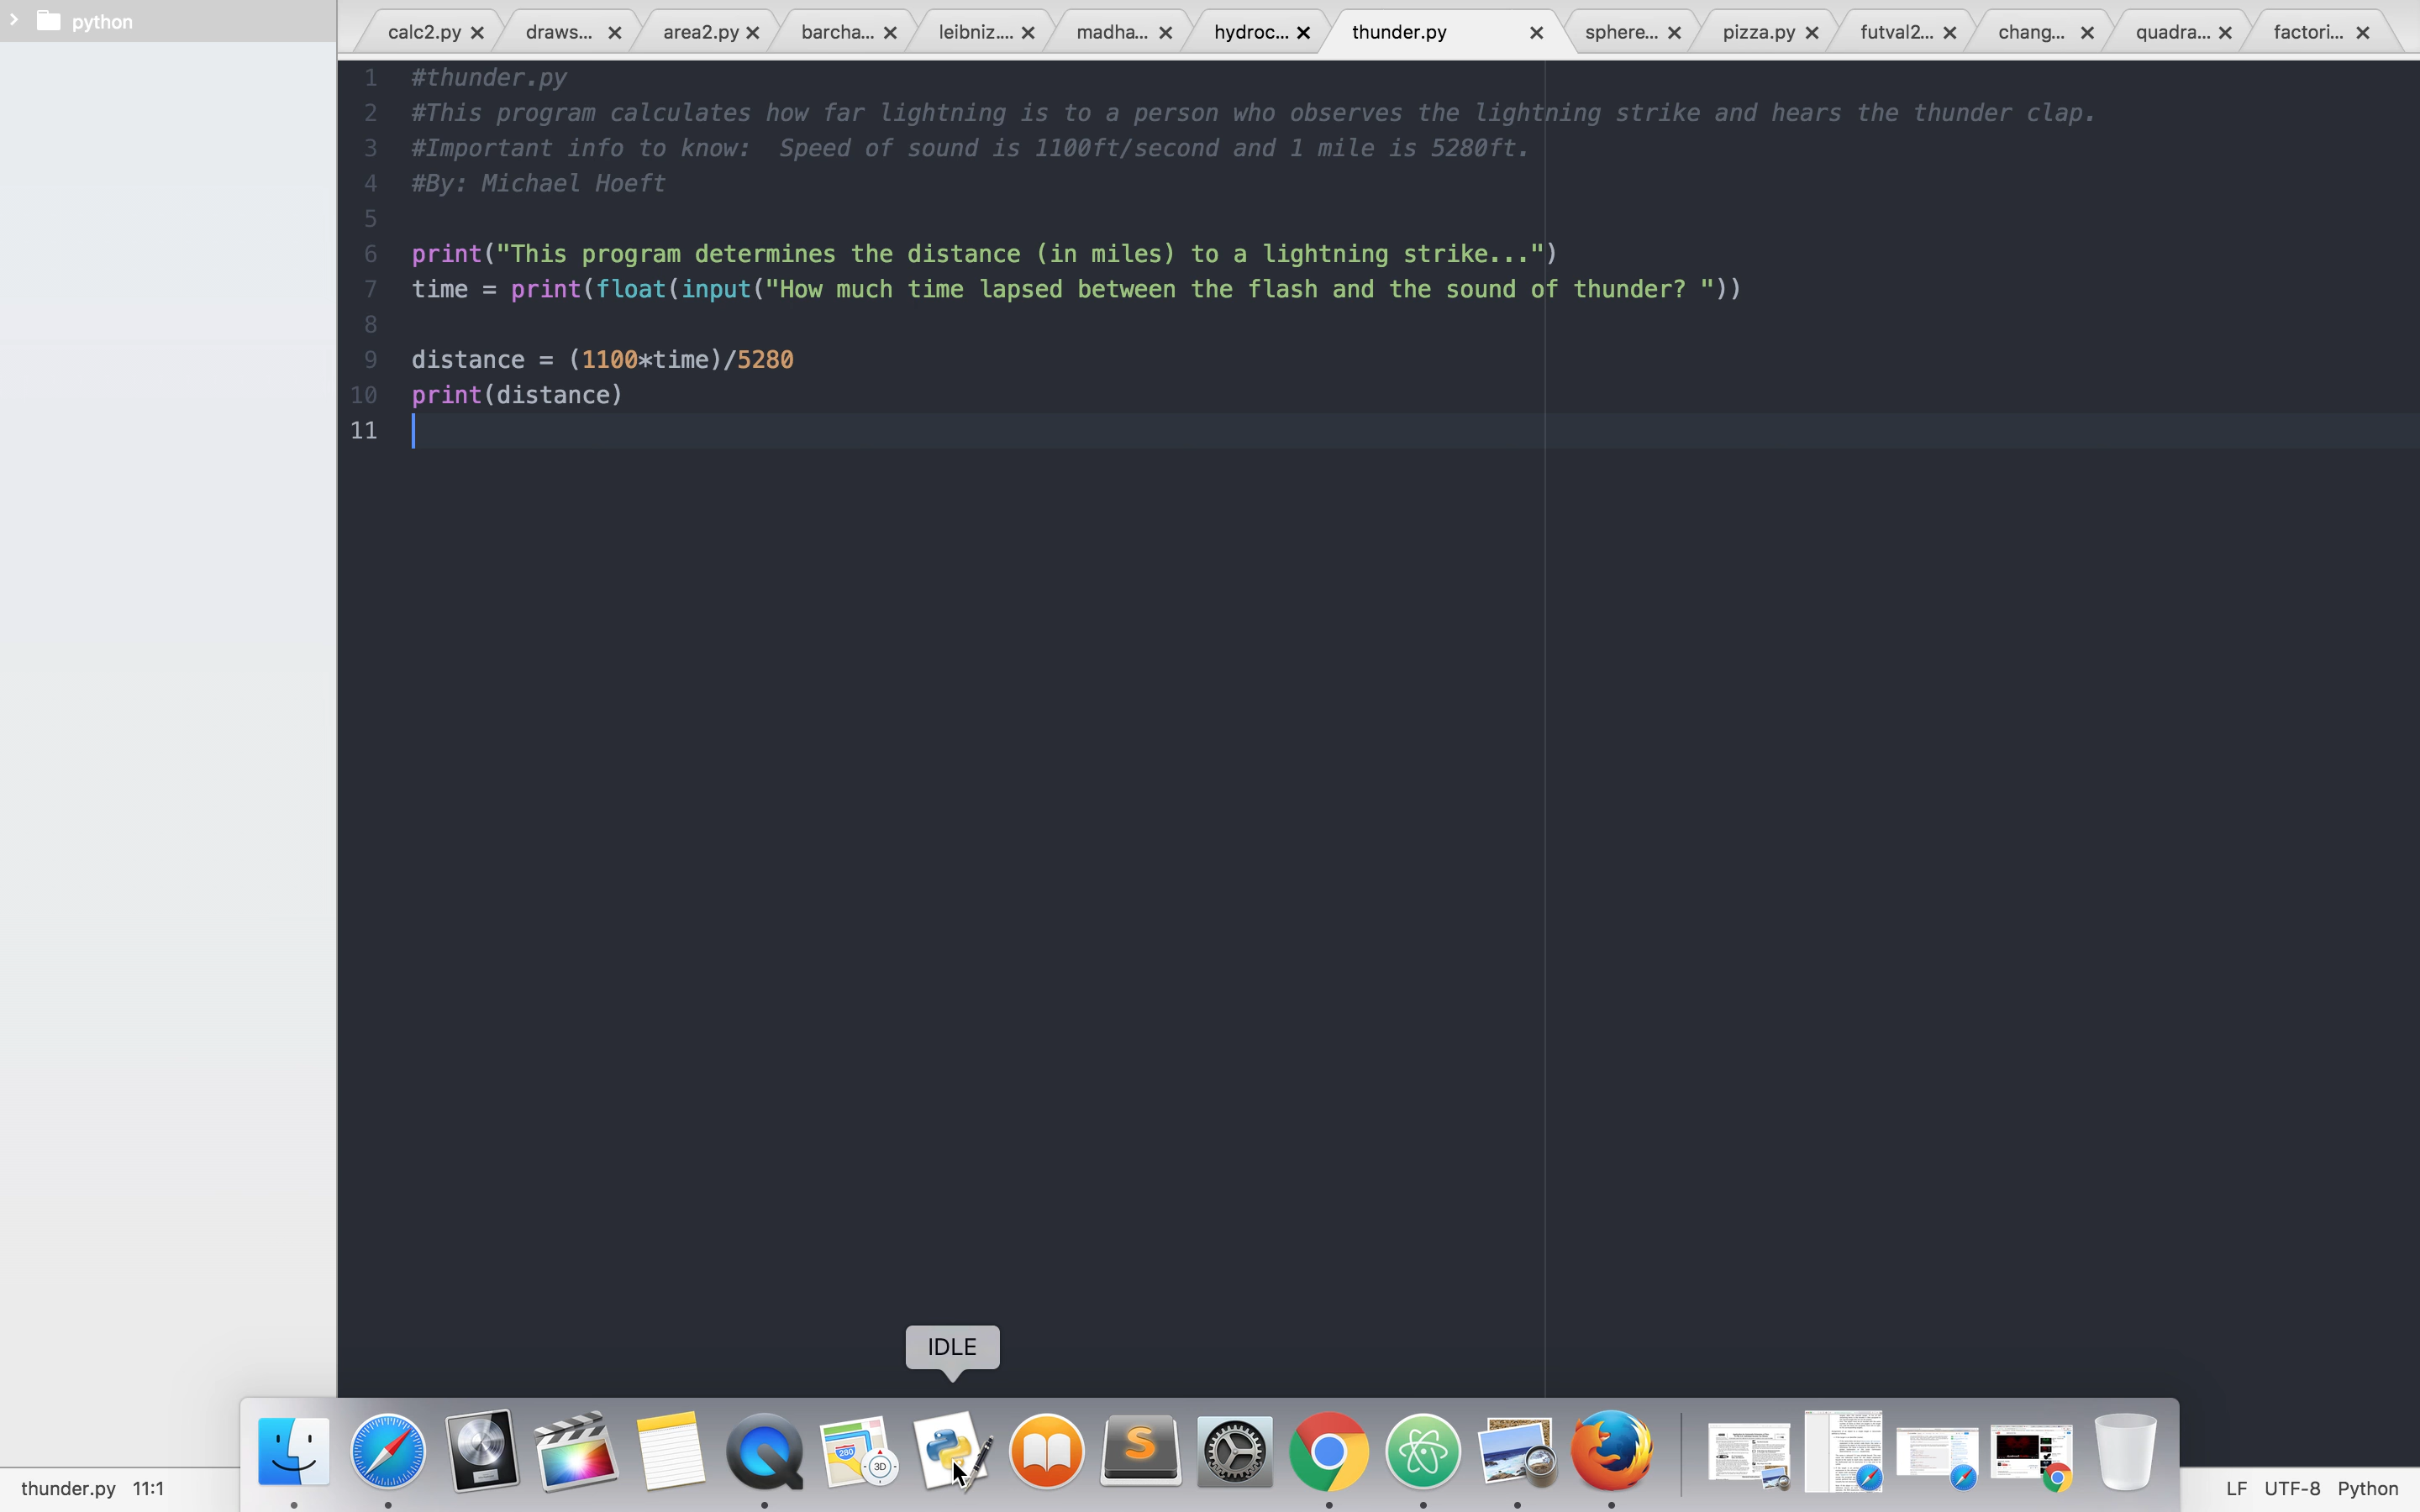 python
calc2.py
draws...
area2.py
barcha...
leibniz....
madha...
hydroc...
thunder.py
sphere...
pizza.py
futval2...
chang...
quadra...
factori...
1 #thunder.py
2 #This program calculates how far lightning is to a person who observes the lightning strike and hears the thunder clap.
3 #Important info to know:  Speed of sound is 1100ft/second and 1 mile is 5280ft.
4 #By: Michael Hoeft
5
6 print("This program determines the distance (in miles) to a lightning strike...")
7 time = print(float(input("How much time lapsed between the flash and the sound of thunder? "))
8
9 distance = (1100*time)/5280
10 print(distance)
11
IDLE
280
3D
S
thunder.py 11:1
LF UTF-8 Python